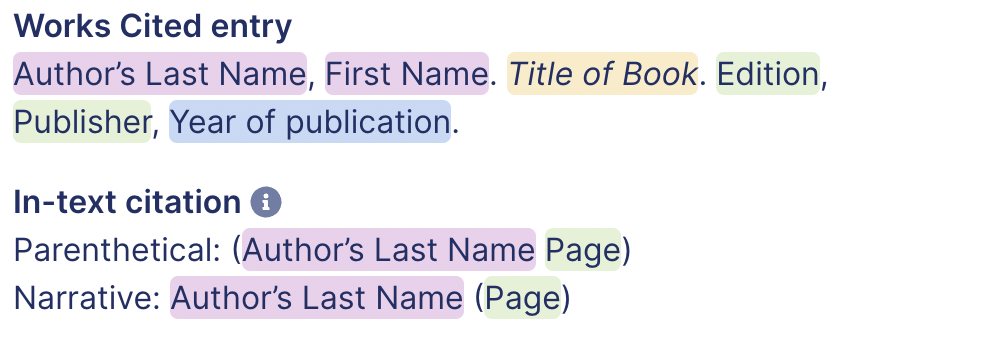 Works Cited entry
Author’s Last Name, First Name. Title of Book. Edition,
Publisher, Year of publication.
In-text citation
Parenthetical: (Author’s Last Name Page)
Narrative: Author’s Last Name (Page)